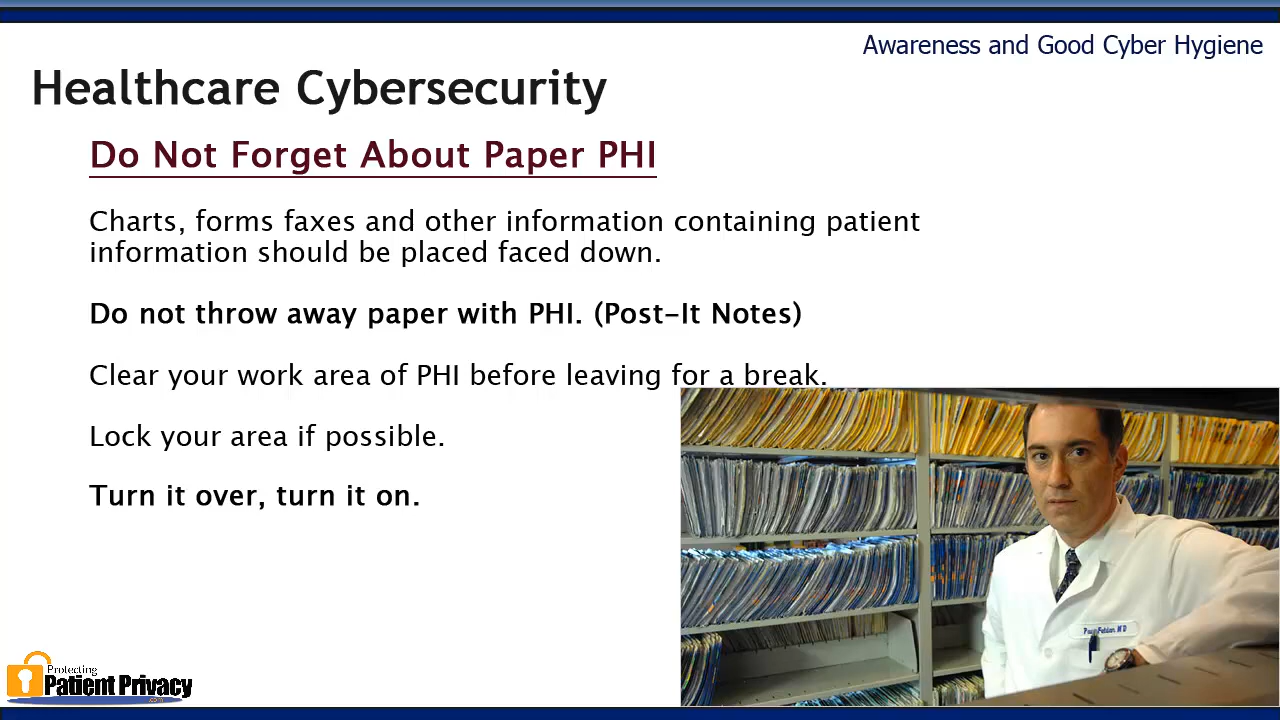 Awareness and Good Cyber Hygiene
Healthcare Cybersecurity
Do Not Forget About Paper PHI
Charts, forms faxes and other information containing patient
information should be placed faced down.
Do not throw away paper with PHI. (Post-It Notes)
Clear your work area of PHI before leaving for a break.
Lock your area if possible.
Turn it over, turn it on.
Protecting
Patient Privacy
.com